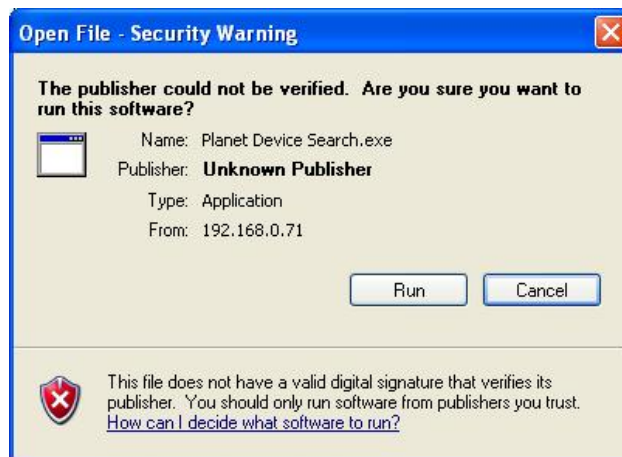 Open File - Security Warning
The publisher could not be verified.  Are you sure you want to
run this software?
Name: Planet Device Search.exe
Publisher: Unknown Publisher
Type: Application
From: 192.168.0.71
Run Cancel
This file does not have a valid digital signature that verifies its
publisher.  You should only run software from publishers you trust.
How can I decide what software to run?